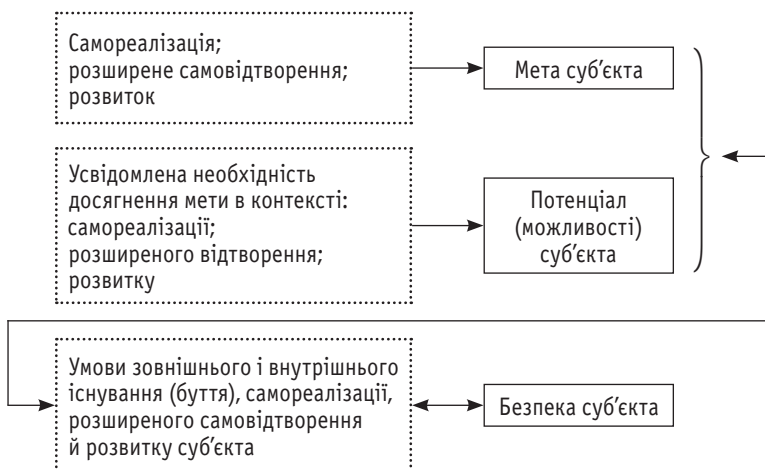 Самореалізація;
розширене самовідтворення;
розвиток
Мета суб’єкта
Усвідомлена необхідність
досягнення мети в контексті:
самореалізації;
розширеного відтворення;
розвитку
Потенціал
(можливості)
суб’єкта
Умови зовнішнього і внутрішнього
існування (буття), самореалізації,
розширеного самовідтворення
й розвитку суб’єкта
Безпека суб’єкта